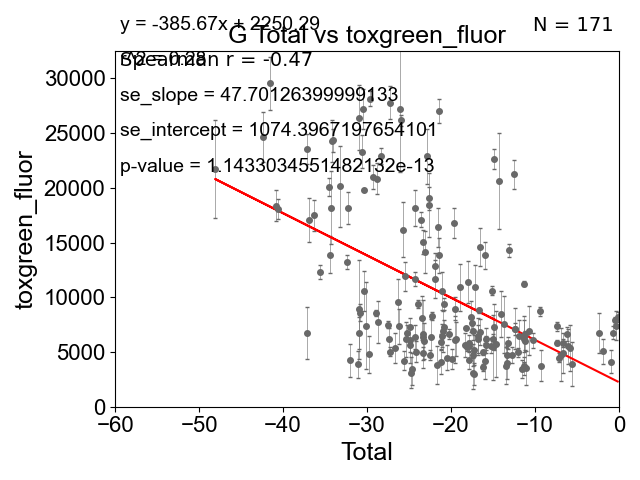 y = -385.67x + 2250.29
N = 171
G Total vs toxgreen_fluor
Spearman r = -0.47
se_slope = 47.70126399999133
se_intercept = 1074.3967197654101
p-value = 1.1433034551482132e-13
toxgreen_fluor
30000
25000
20000
15000
10000
5000
0
−60
−50
−40
−30
−20
−10
0
Total